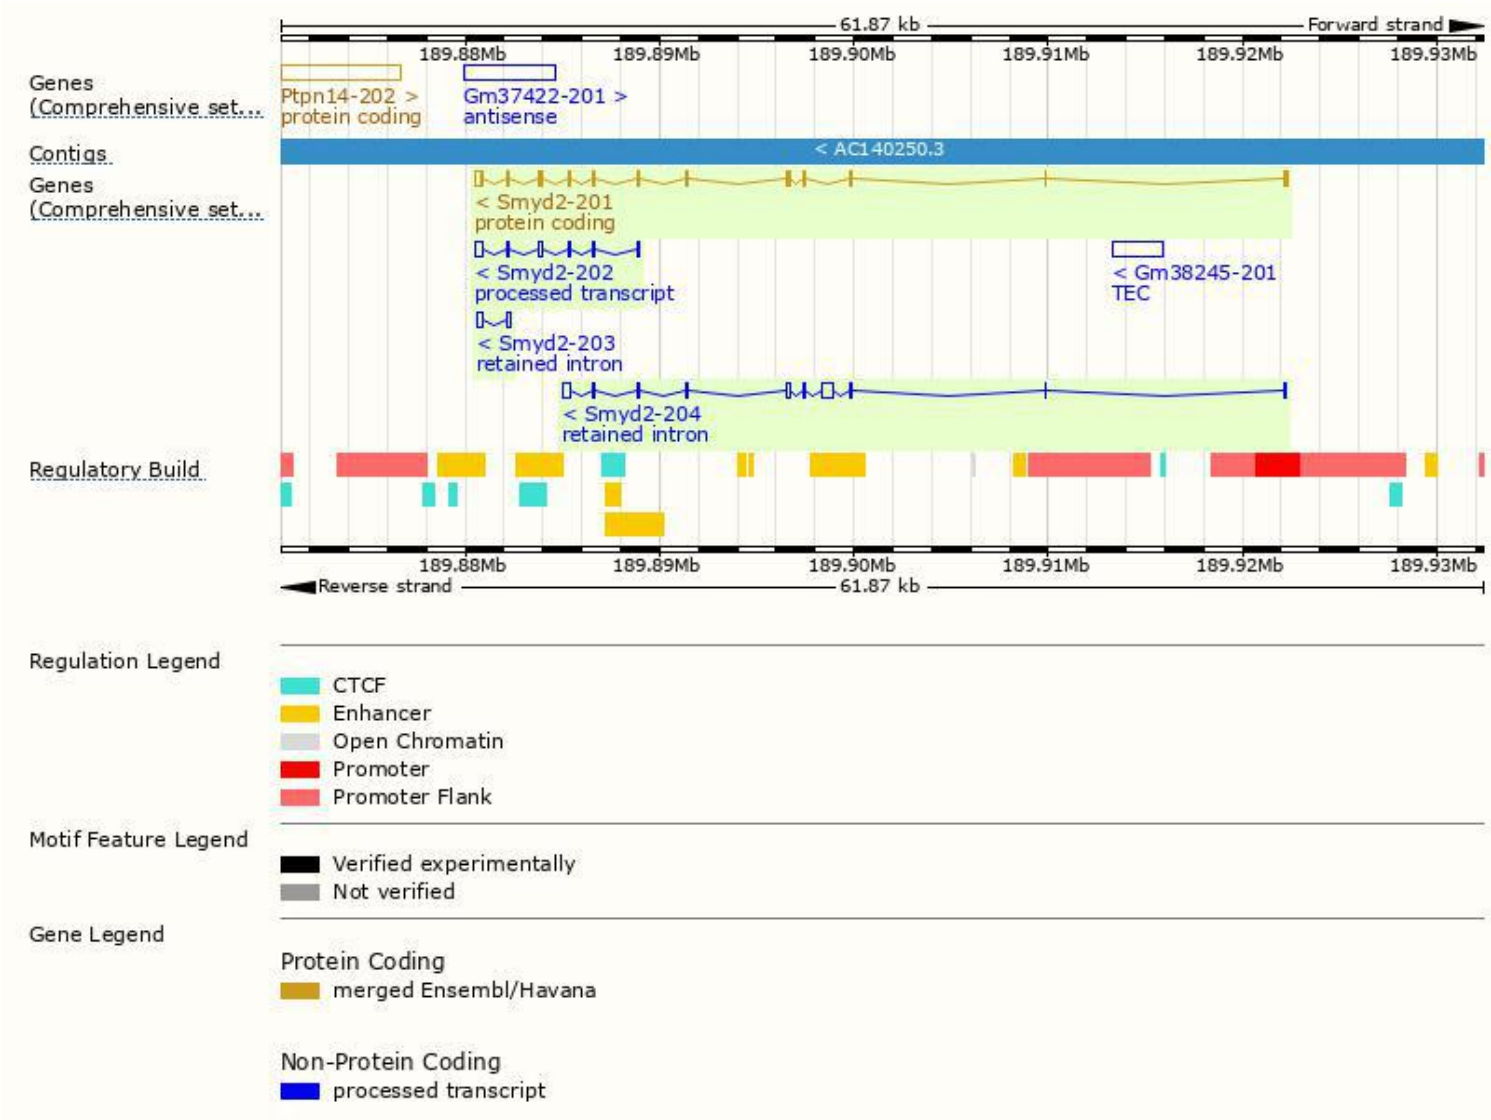 61.87 kb Forward strand
189.88Mb 189.89Mb 189.90Mb 189.91Mb 189.92Mb 189.93Mb
Genes
(Comprehensive set...
Ptpn14-202 >
protein coding
Gm37422-201 >
antisense
Contigs
< AC140250.3
Genes
(Comprehensive set...
< Smyd2-201
protein coding
< Smyd2-202
processed transcript
< Gm38245-201
TEC
< Smyd2-203
retained intron
< Smyd2-204
retained intron
Regulatory Build
189.88Mb 189.89Mb 189.90Mb 189.91Mb 189.92Mb 189.93Mb
Reverse strand 61.87 kb
Regulation Legend
CTCF
Enhancer
Open Chromatin
Promoter
Promoter Flank
Motif Feature Legend
Verified experimentally
Not verified
Gene Legend
Protein Coding
merged Ensembl/Havana
Non-Protein Coding
processed transcript